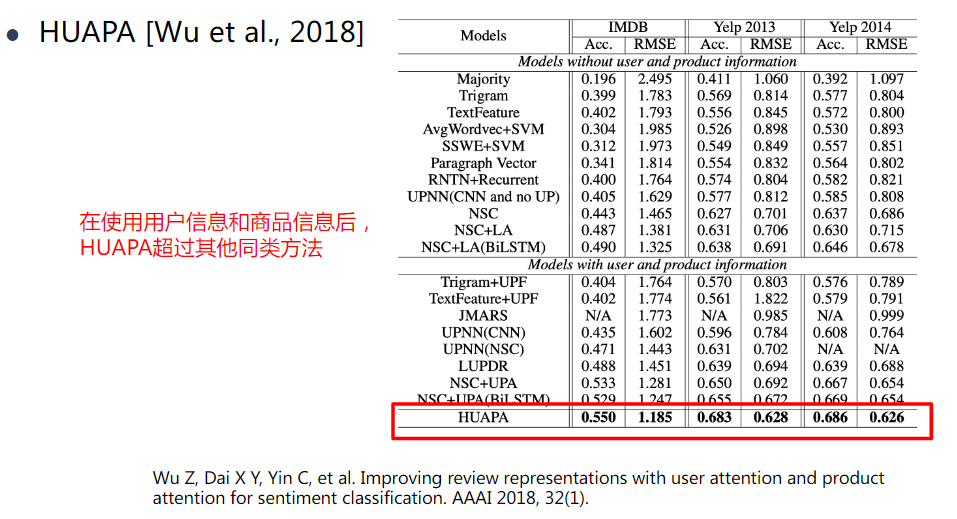 ● HUAPA [Wu et al., 2018]
在使用用户信息和商品信息后，
HUAPA超过其他同类方法
Models IMDB Yelp 2013 Yelp 2014
Acc. RMSE Acc. RMSE Acc. RMSE
Models without user and product information
Majority 0.196 2.495 0.411 1.060 0.392 1.097
Trigram 0.399 1.783 0.569 0.814 0.577 0.804
TextFeature 0.402 1.793 0.556 0.845 0.572 0.800
AvgWordvec+SVM 0.304 1.985 0.526 0.898 0.530 0.893
SSWE+SVM 0.312 1.973 0.549 0.849 0.557 0.851
Paragraph Vector 0.341 1.814 0.554 0.832 0.564 0.802
RNTN+Recurrent 0.400 1.764 0.574 0.804 0.582 0.821
UPNN(CNN and no UP) 0.405 1.629 0.577 0.812 0.585 0.808
NSC 0.443 1.465 0.627 0.701 0.637 0.686
NSC+LA 0.487 1.381 0.631 0.706 0.630 0.715
NSC+LA(BiLSTM) 0.490 1.325 0.638 0.691 0.646 0.678
Models with user and product information
Trigram+UPF 0.404 1.764 0.570 0.803 0.576 0.789
TextFeature+UPF 0.402 1.774 0.561 1.822 0.579 0.791
JMARS N/A 1.773 N/A 0.985 N/A 0.999
UPNN(CNN) 0.435 1.602 0.596 0.784 0.608 0.764
UPNN(NSC) 0.471 1.443 0.631 0.702 N/A N/A
LUPDR 0.488 1.451 0.639 0.694 0.639 0.688
NSC+UPA 0.533 1.281 0.650 0.692 0.667 0.654
NSC+UPA(BiLSTM) 0.529 1.247 0.655 0.672 0.669 0.654
HUAPA 0.550 1.185 0.683 0.628 0.686 0.626
Wu Z, Dai X Y, Yin C, et al. Improving review representations with user attention and product
attention for sentiment classification. AAAI 2018, 32(1).